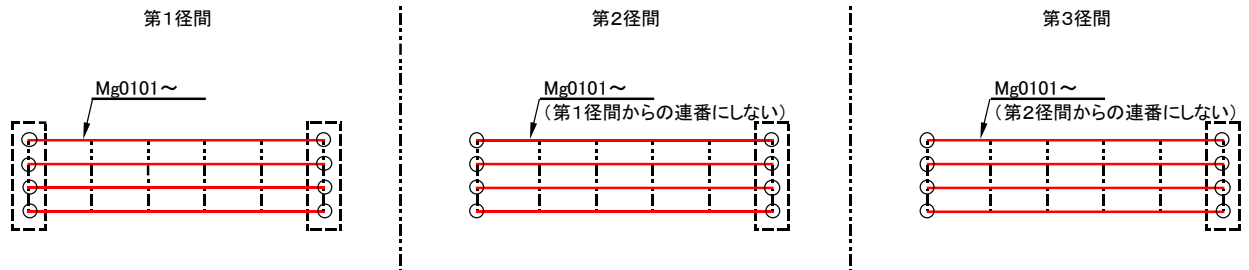 第1径間
第2径間
第3径間
Mg0101～
Mg0101～
（第1径間からの連番にしない）
Mg0101～
（第2径間からの連番にしない）